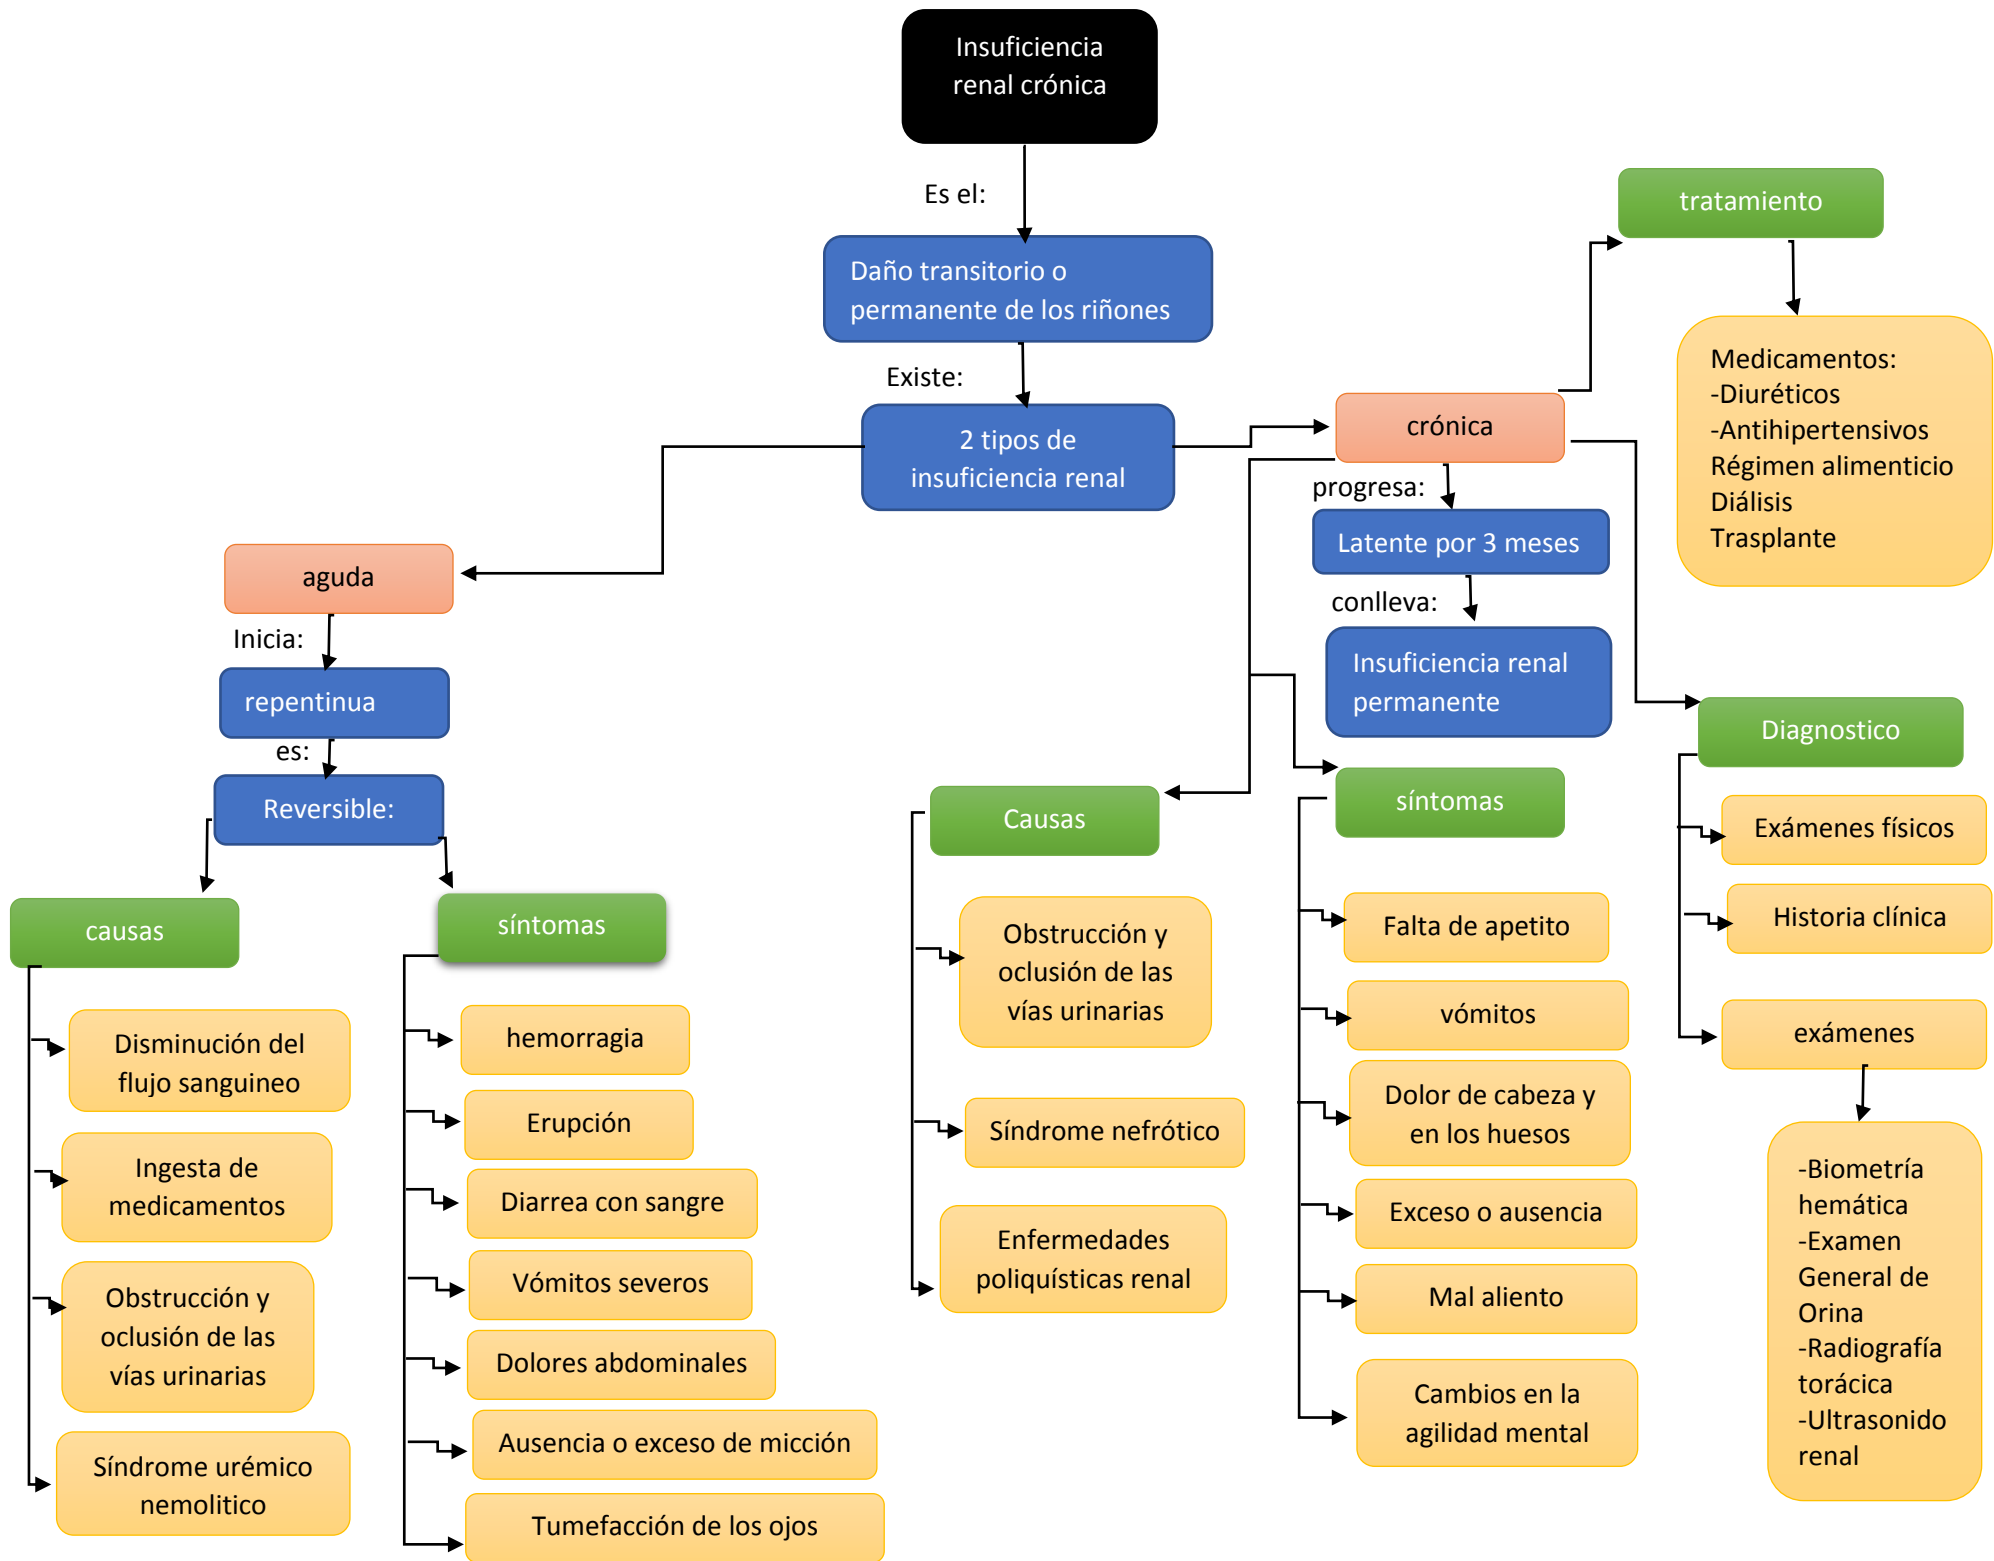 Insuficiencia
renal crónica
Es el:
Daño transitorio o
permanente de los riñones
Existe:
2 tipos de
insuficiencia renal
aguda
Inicia:
repentinua
es:
Reversible:
causas
Disminución del
flujo sanguineo
Ingesta de
medicamentos
Obstrucción y
oclusión de las
vías urinarias
Síndrome urémico
nemolitico
síntomas
hemorragia
Erupción
Diarrea con sangre
Vómitos severos
Dolores abdominales
Ausencia o exceso de micción
Tumefacción de los ojos
crónica
progresa:
Latente por 3 meses
conlleva:
Insuficiencia renal
permanente
Causas
Obstrucción y
oclusión de las
vías urinarias
Síndrome nefrótico
Enfermedades
poliquísticas renal
síntomas
Falta de apetito
vómitos
Dolor de cabeza y
en los huesos
Exceso o ausencia
Mal aliento
Cambios en la
agilidad mental
tratamiento
Medicamentos:
-Diuréticos
-Antihipertensivos
Régimen alimenticio
Diálisis
Trasplante
Diagnostico
Exámenes físicos
Historia clínica
exámenes
-Biometría
hemática
-Examen
General de
Orina
-Radiografía
torácica
-Ultrasonido
renal